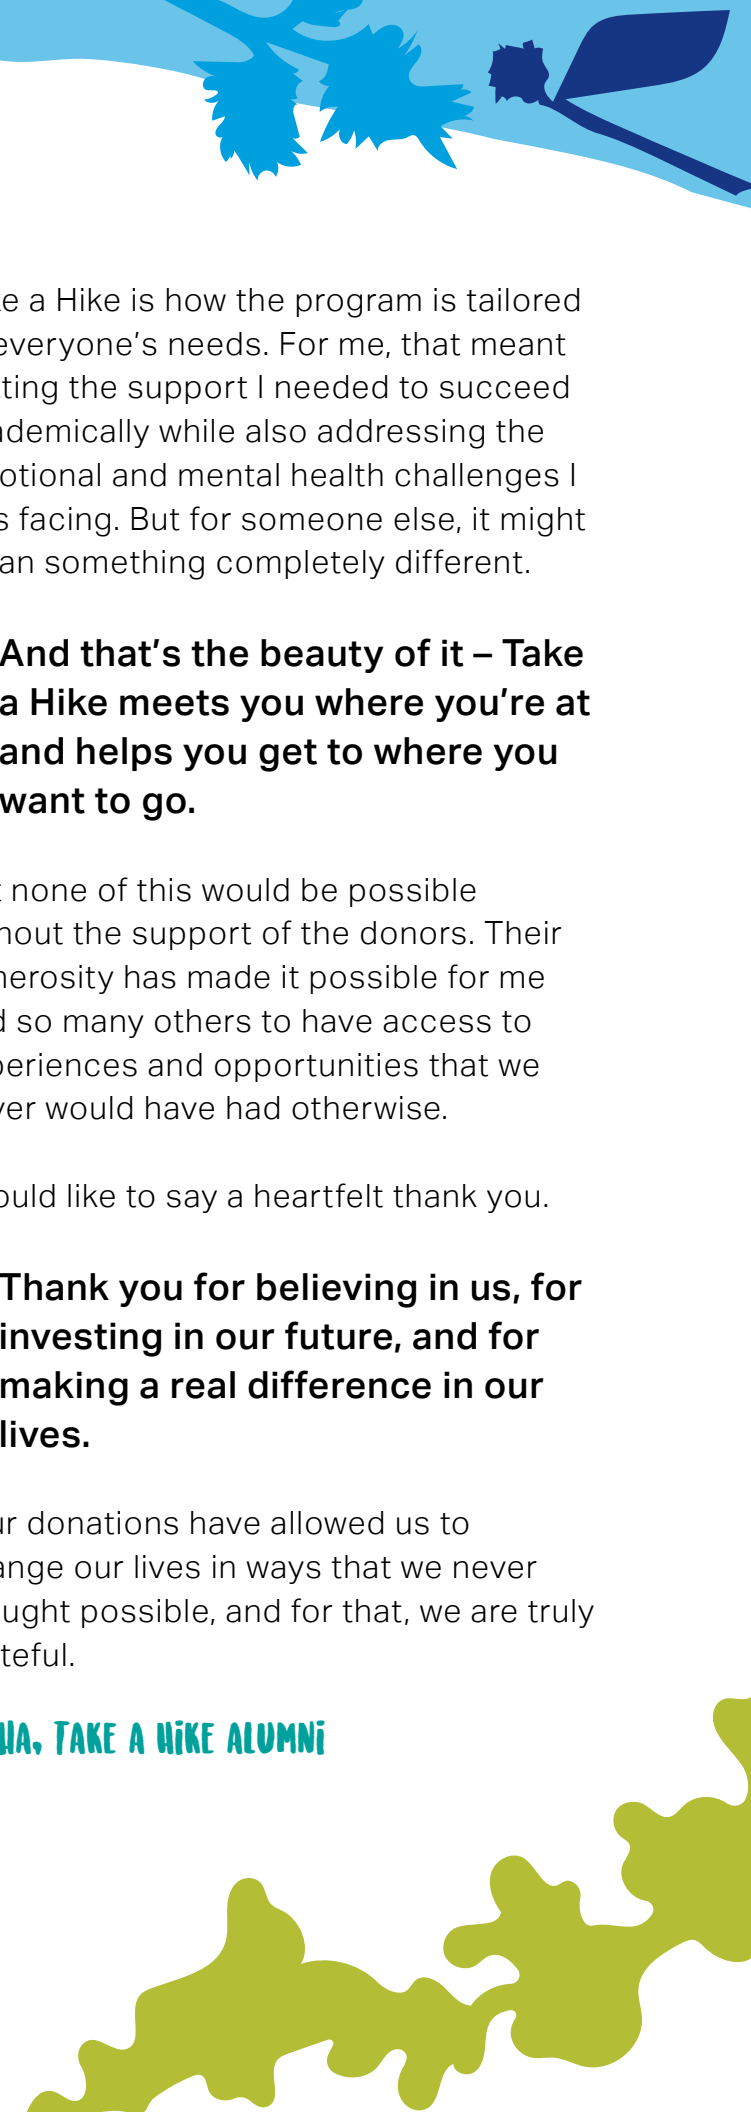 e a Hike is how the program is tailored
everyone's needs. For me, that meant
ting the support I needed to succeed
ademically while also addressing the
otional and mental health challenges I
s facing. But for someone else, it might
an something completely different.
And that's the beauty of it – Take
a Hike meets you where you're at
and helps you get to where you
want to go.
t none of this would be possible
hout the support of the donors. Their
nerosity has made it possible for me
d so many others to have access to
periences and opportunities that we
ver would have had otherwise.
ould like to say a heartfelt thank you.
Thank you for believing in us, for
investing in our future, and for
making a real difference in our
lives.
ur donations have allowed us to
ange our lives in ways that we never
ught possible, and for that, we are truly
teful.
HA, TAKE A HiKE ALUMNi